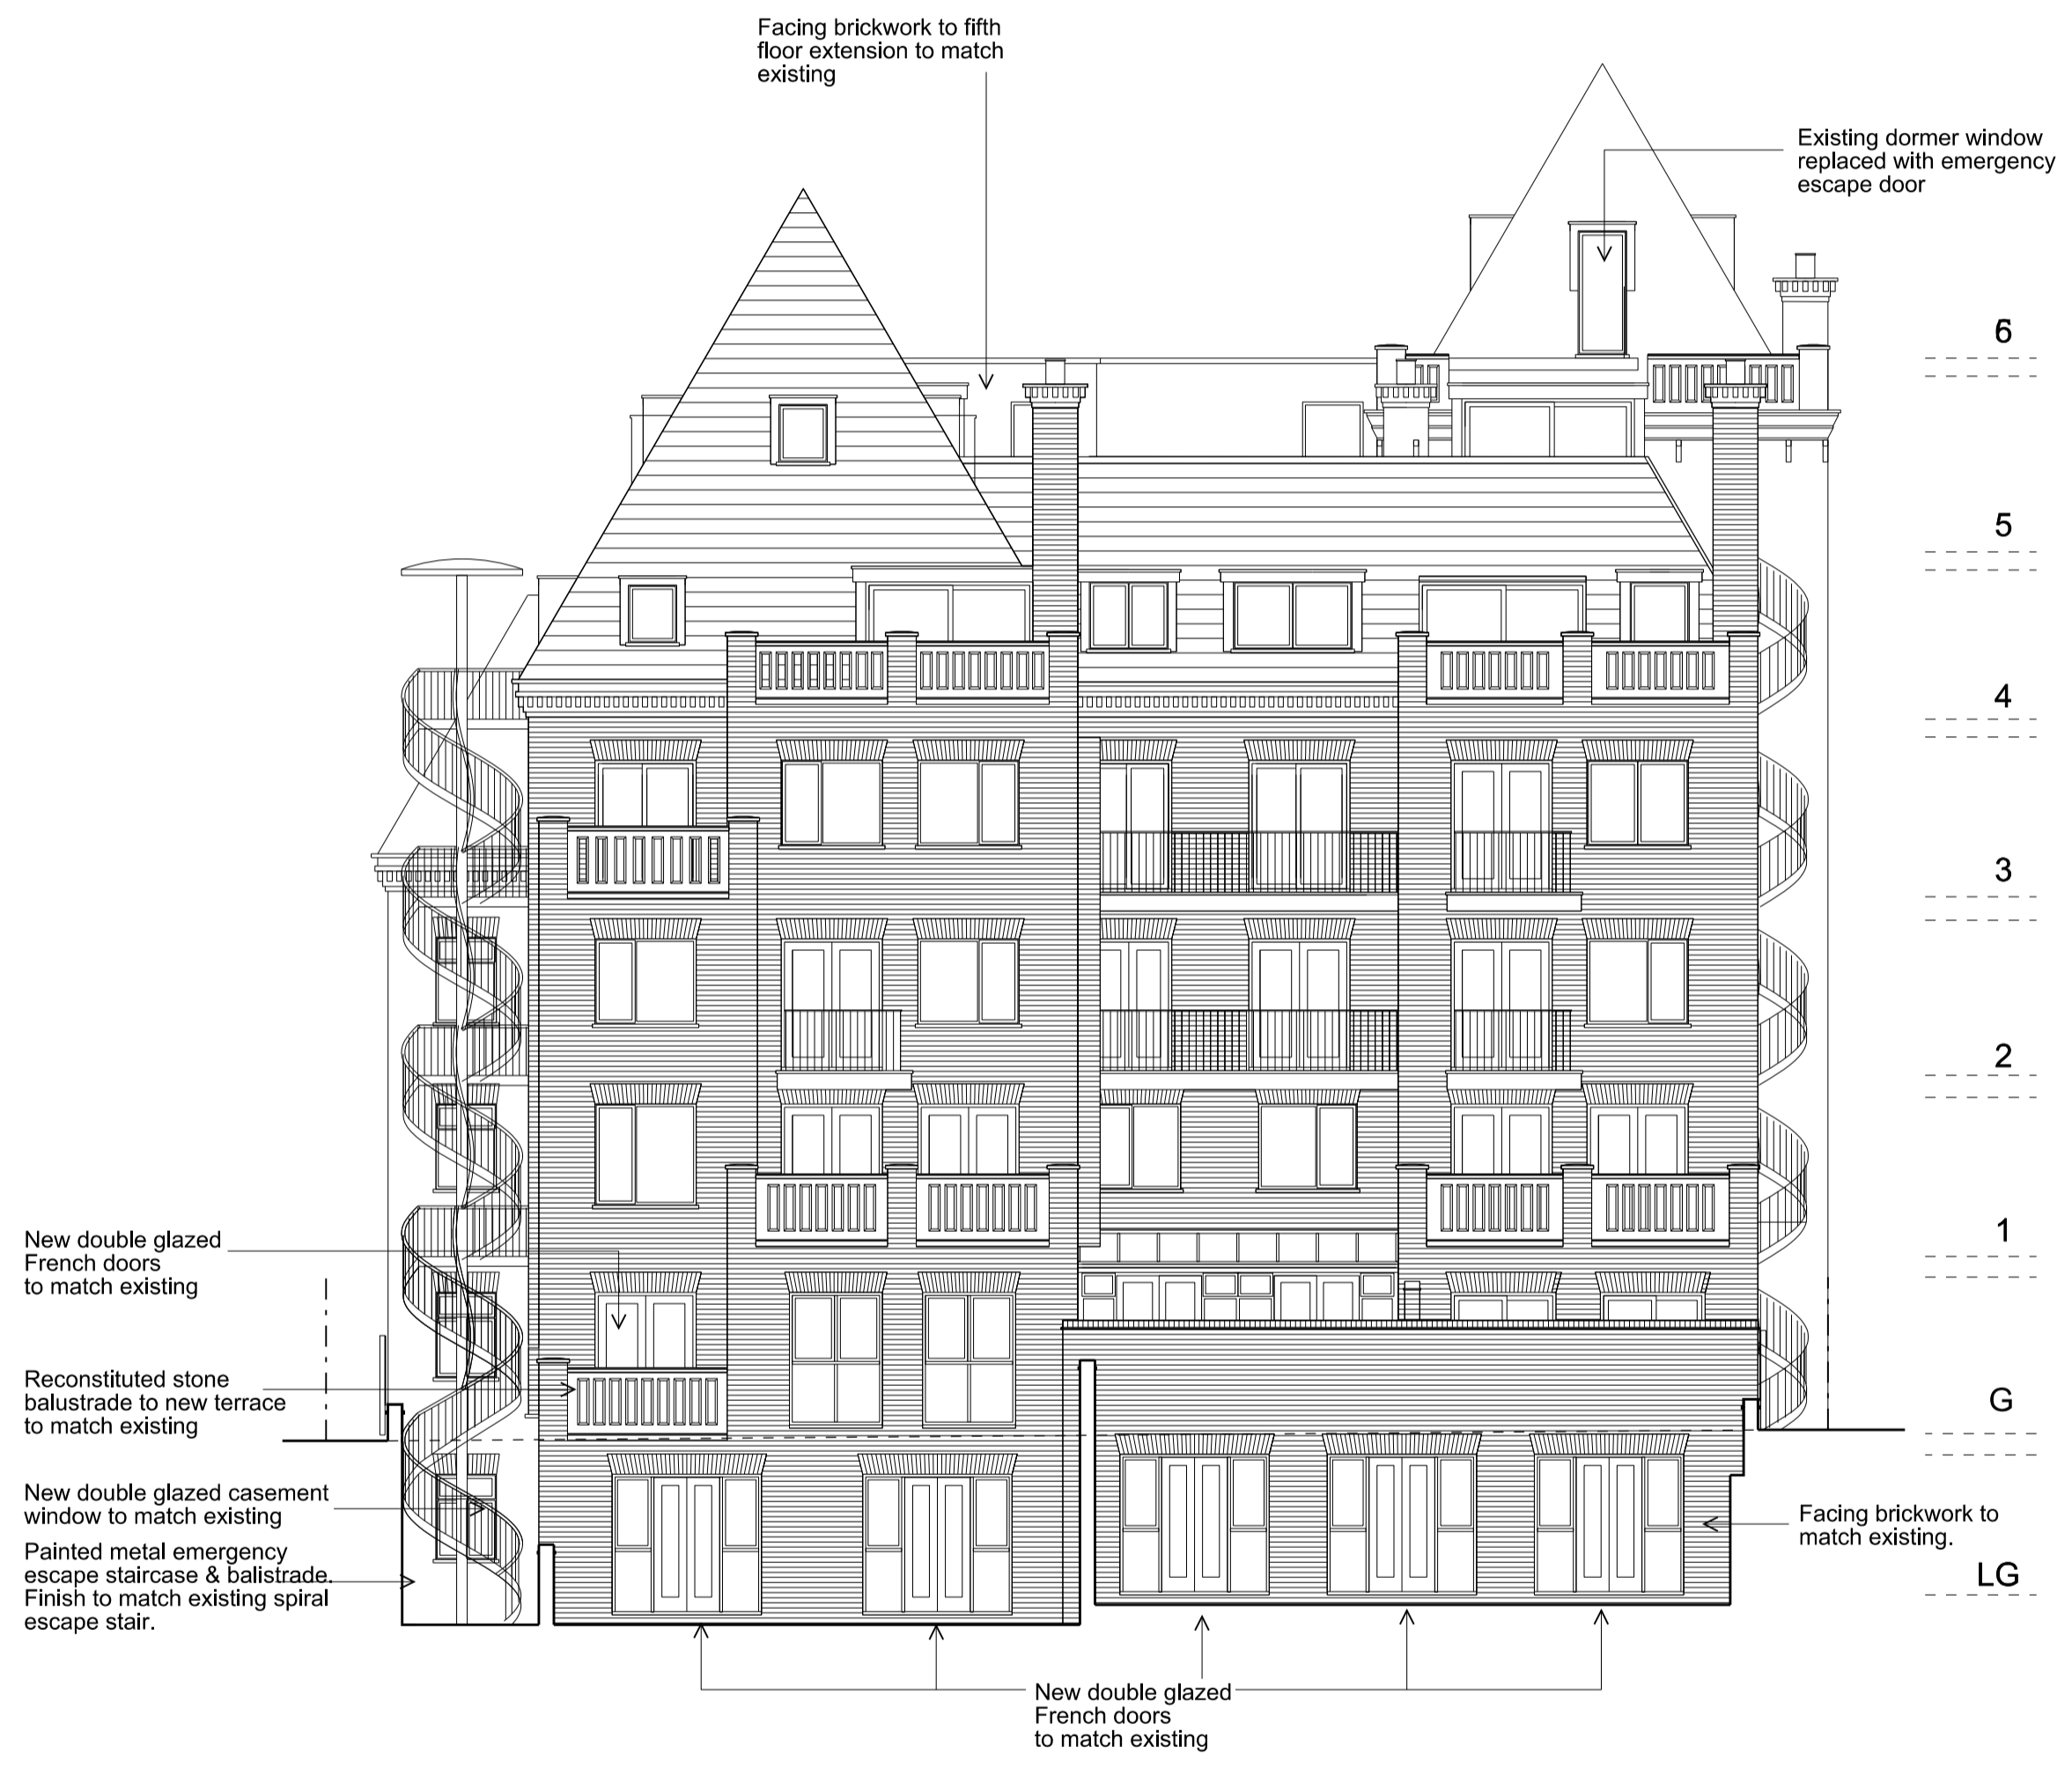 Facing brickwork to fifth
floor extension to match
existing
Existing dormer window
replaced with emergency
escape door
6
5
4
3
2
1
G
LG
New double glazed
French doors
to match existing
Reconstituted stone
balustrade to new terrace
to match existing
New double glazed casement
window to match existing
Painted metal emergency
escape staircase & balistrade.
Finish to match existing spiral
escape stair.
Facing brickwork to
match existing.
New double glazed
French doors
to match existing